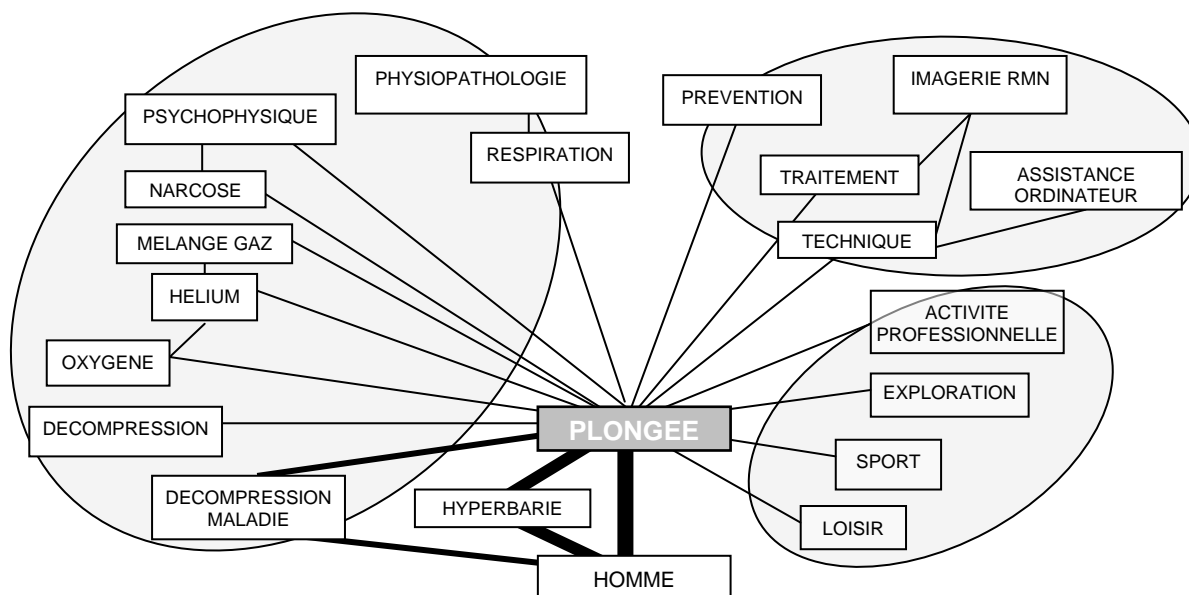 PHYSIOPATHOLOGIE
IMAGERIE RMN
PREVENTION
PSYCHOPHYSIQUE
RESPIRATION
TRAITEMENT
ASSISTANCE
ORDINATEUR
NARCOSE
MELANGE GAZ
TECHNIQUE
HELIUM
ACTIVITE
PROFESSIONNELLE
OXYGENE
EXPLORATION
DECOMPRESSION
PLONGEE
SPORT
DECOMPRESSION
MALADIE
HYPERBARIE
LOISIR
HOMME